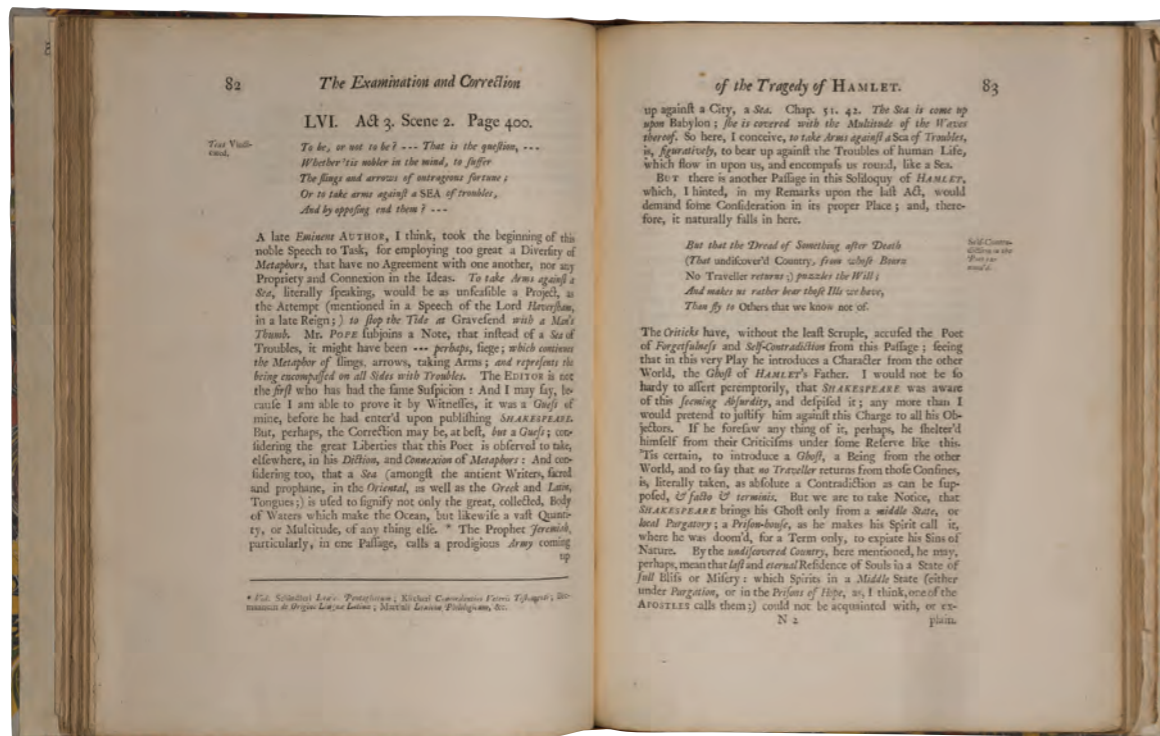 82
The Examination and Correction
LVI. Act 3. Scene 2. Page 400.
To be, or not to be? --- That is the queſtion, ---
Whether 'tis nobler in the mind, to ſuffer
The ſlings and arrows of outrageous fortune;
Or to take arms againſt a SEA of troubles,
And by oppoſing end them? ---
A late Eminent AUTHOR, I think, took the beginning of this
noble Speech to Task, for employing too great a Diverſity of
Metaphors, that have no Agreement with one another, nor any
Propriety and Connexion in the Ideas. To take Arms againſt a
Sea, literally ſpeaking, would be as unfeaſible a Project, as
the Attempt (mentioned in a Speech of the Lord Haverſham,
in a late Reign;) to ſtop the Tide at Graveſend with a Man's
Thumb. Mr. POPE ſubjoins a Note, that inſtead of a Sea of
Troubles, it might have been --- perhaps, ſiege; which continues
the Metaphor of ſlings, arrows, taking Arms; and repreſents the
being encompaſſed on all Sides with Troubles. The EDITOR is not
the firſt who has had the ſame Suſpicion: And I may ſay, be-
cauſe I am able to prove it by Witneſſes, it was a Gueſs of
mine, before he had enter'd upon publiſhing SHAKESPEARE.
But, perhaps, the Correction may be, at beſt, but a Gueſs; con-
ſidering the great Liberties that this Poet is obſerved to take,
elſewhere, in his Diction, and Connexion of Metaphors: And con-
ſidering too, that a Sea (amongſt the antient Writers, ſacred
and prophane, in the Oriental, as well as the Greek and Latin,
Tongues;) is uſed to ſignify not only the great, collected, Body
of Waters which make the Ocean, but likewiſe a vaſt Quanti-
ty, or Multitude, of any thing elſe. * The Prophet Jeremiah,
particularly, in one Paſſage, calls a prodigious Army coming
up
of the Tragedy of HAMLET.
83
up againſt a City, a Sea. Chap. 51. 42. The Sea is come up
upon Babylon; ſhe is covered with the Multitude of the Waves
thereof. So here, I conceive, to take Arms againſt a Sea of Troubles,
is, figuratively, to bear up againſt the Troubles of human Life,
which flow in upon us, and encompaſs us round, like a Sea.
BUT there is another Paſſage in this Soliloquy of HAMLET,
which, I hinted, in my Remarks upon the laſt Act, would
demand ſome Conſideration in its proper Place; and, there-
fore, it naturally falls in here.
But that the Dread of Something after Death
(That undiſcover'd Country, from whoſe Bourn
No Traveller returns;) puzzles the Will;
And makes us rather bear thoſe Ills we have,
Than fly to Others that we know not of.
The Criticks have, without the leaſt Scruple, accuſed the Poet
of Forgetfulneſs and Self-Contradiction from this Paſſage; ſeeing
that in this very Play he introduces a Character from the other
World, the Ghoſt of HAMLET's Father. I would not be ſo
hardy to aſſert peremptorily, that SHAKESPEARE was aware
of this ſeeming Abſurdity, and deſpiſed it; any more than I
would pretend to juſtify him againſt this Charge to all his Ob-
jectors. If he foreſaw any thing of it, perhaps, he ſhelter'd
himſelf from their Criticiſms under ſome Reſerve like this.
'Tis certain, to introduce a Ghoſt, a Being from the other
World, and to ſay that no Traveller returns from thoſe Confines,
is, literally taken, as abſolute a Contradiction as can be ſup-
poſed, & facto & terminis. But we are to take Notice, that
SHAKESPEARE brings his Ghoſt only from a middle State, or
local Purgatory; a Priſon-houſe, as he makes his Spirit call it,
where he was doom'd, for a Term only, to expiate his Sins of
Nature. By the undiſcovered Country, here mentioned, he may,
perhaps, mean that laſt and eternal Reſidence of Souls in a State of
full Bliſs or Miſery: which Spirits in a Middle State (either
under Purgation, or in the Priſons of Hope, as, I think, one of the
APOSTLES calls them;) could not be acquainted with, or ex-
N 2
plain.